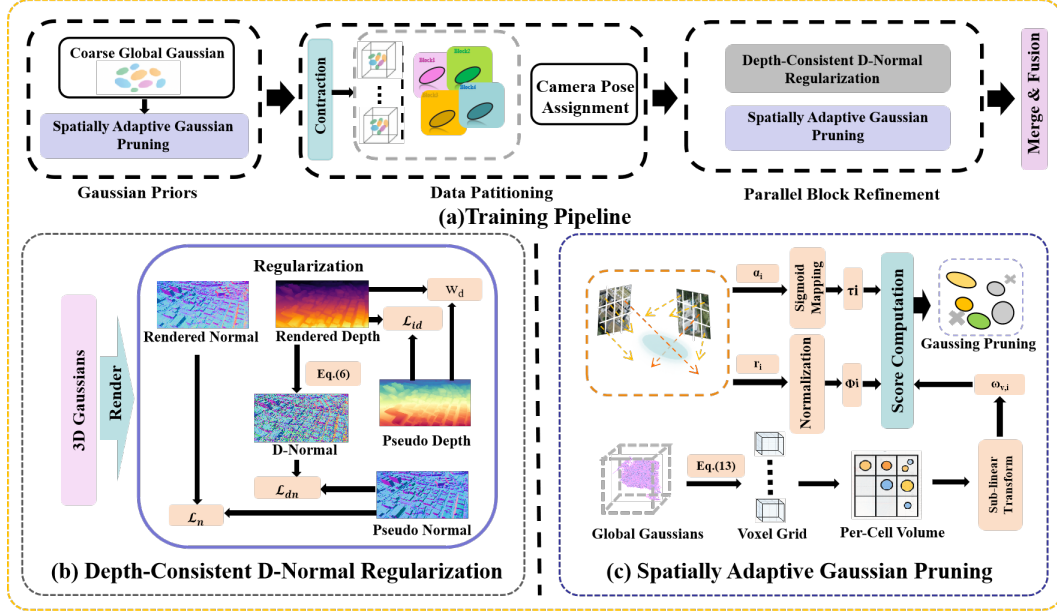 Coarse Global Gaussian
Spatially Adaptive Gaussian
Pruning
Gaussian Priors
Contraction
Block1
Block2
Block3
Block4
Camera Pose
Assignment
Data Patitioning
Depth-Consistent D-Normal
Regularization
Spatially Adaptive Gaussian
Pruning
Parallel Block Refinement
Merge & Fusion
(a)Training Pipeline
3D Gaussians
Render
Regularization
Rendered Normal
Rendered Depth
W_d
ℒ_id
Eq.(6)
D-Normal
Pseudo Depth
ℒ_dn
ℒ_n
Pseudo Normal
(b) Depth-Consistent D-Normal Regularization
α_i
Sigmoid
Mapping
τi
r_i
Normalization
Φi
Score Computation
Gaussing Pruning
ω_v,i
Sub-linear
Transform
Global Gaussians
Eq.(13)
Voxel Grid
Per-Cell Volume
(c) Spatially Adaptive Gaussian Pruning